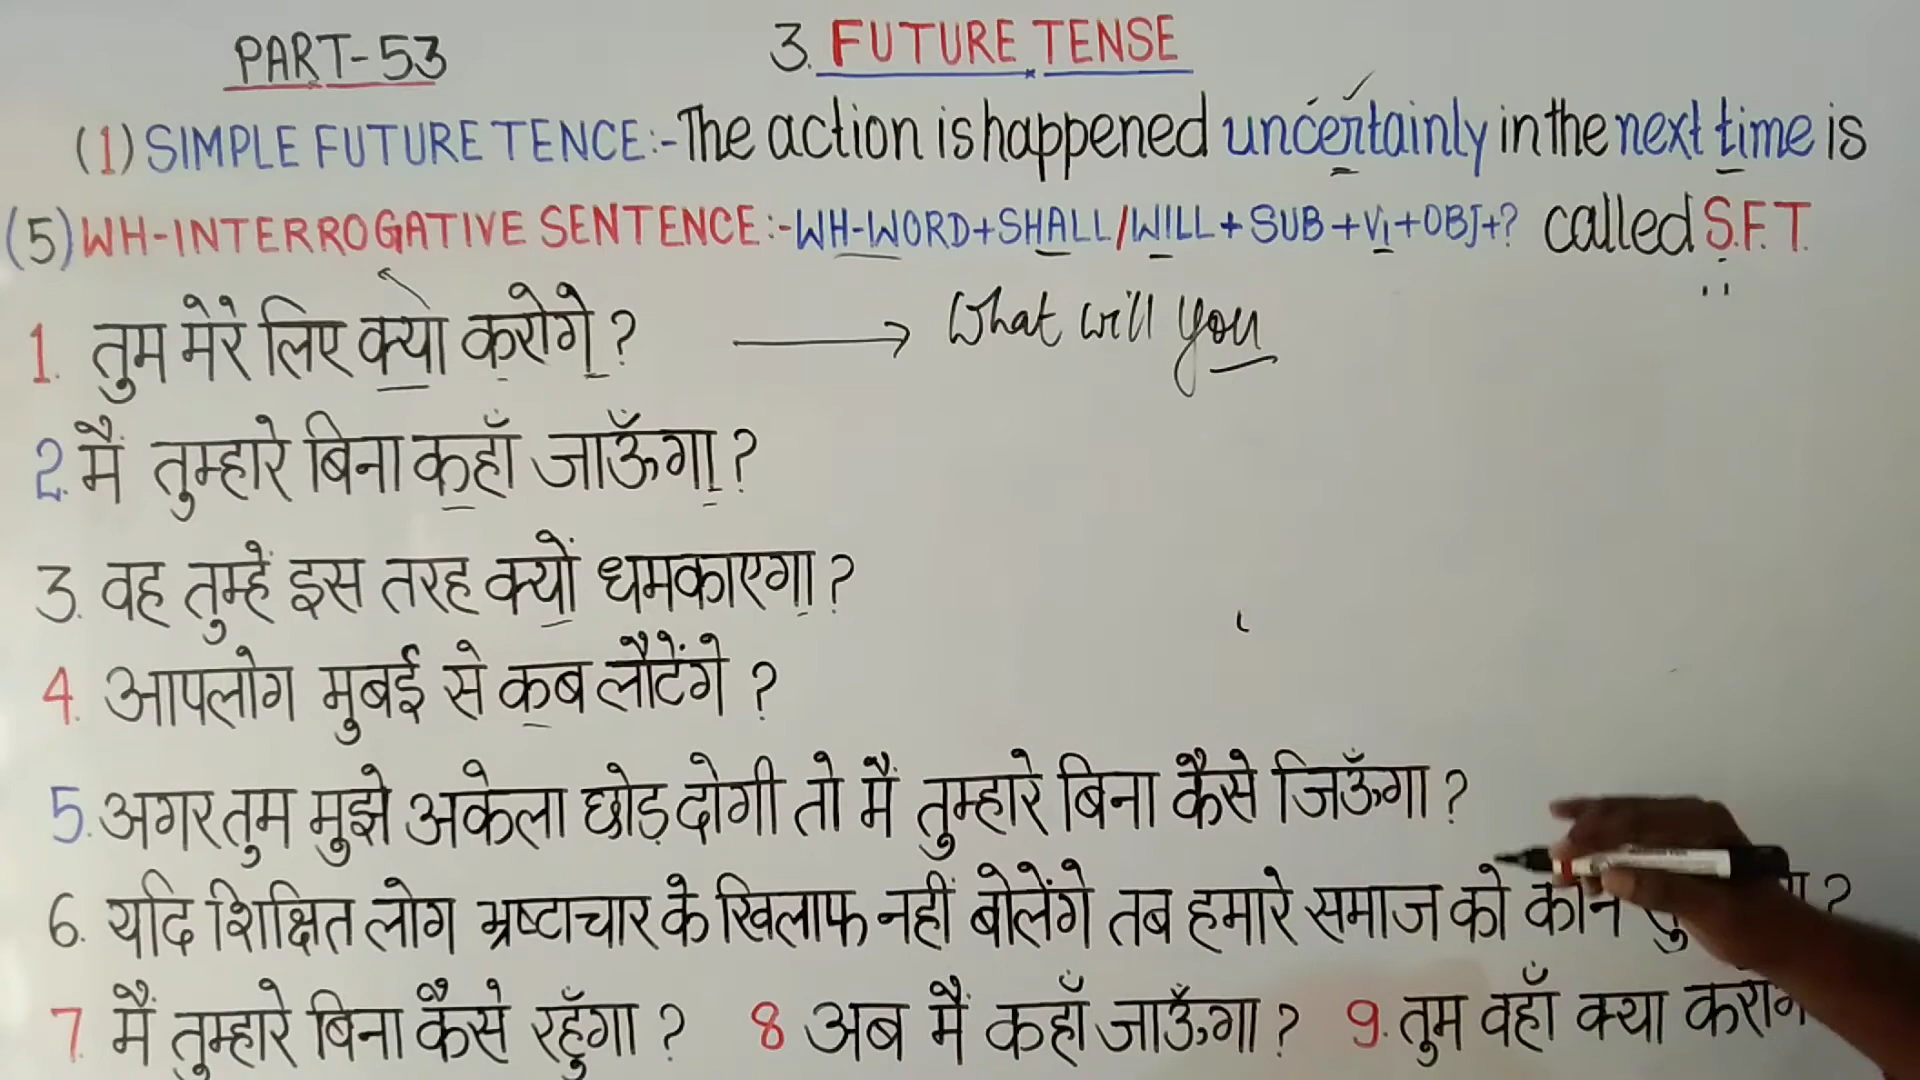 PART-53 3. FUTURE TENSE
(1) SIMPLE FUTURE TENCE:- The action is happened uncertainly in the next time is
(5) WH-INTERROGATIVE SENTENCE:- WH-WORD+SHALL/WILL+SUB+V1+OBJ+? called S.F.T.
1. तुम मेरे लिए क्या करोगे ? → What will you
2. मैं तुम्हारे बिना कहाँ जाऊँगा ?
3. वह तुम्हें इस तरह क्यों धमकाएगा ?
4. आपलोग मुबई से कब लौटेंगे ?
5. अगर तुम मुझे अकेला छोड़ दोगी तो मैं तुम्हारे बिना कैसे जिऊँगा ?
6. यदि शिक्षित लोग भ्रष्टाचार के खिलाफ नहीं बोलेंगे तब हमारे समाज को कौन ?
7. मैं तुम्हारे बिना कैसे रहुँगा ? 8 अब मैं कहाँ जाऊँगा ? 9. तुम वहाँ क्या